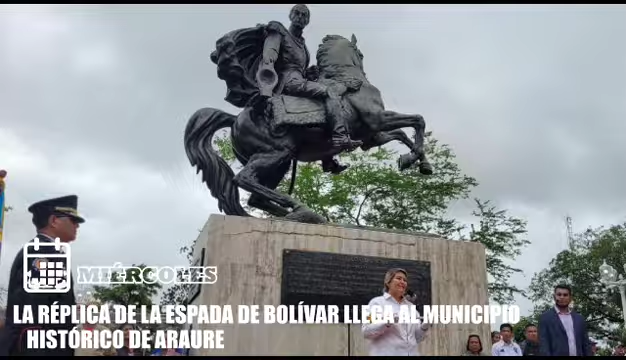 MIÉRCOLES
LA RÉPLICA DE LA ESPADA DE BOLÍVAR LLEGA AL MUNICIPIO
HISTÓRICO DE ARAURE